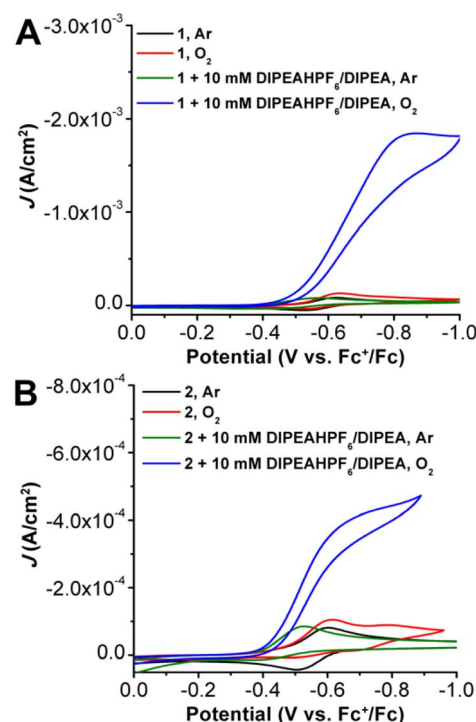 A
1, Ar
1, O₂
1 + 10 mM DIPEAHPF₆/DIPEA, Ar
1 + 10 mM DIPEAHPF₆/DIPEA, O₂
J (A/cm²)
-3.0x10⁻³
-2.0x10⁻³
-1.0x10⁻³
0.0
0.0 -0.2 -0.4 -0.6 -0.8 -1.0
Potential (V vs. Fc⁺/Fc)
B
2, Ar
2, O₂
2 + 10 mM DIPEAHPF₆/DIPEA, Ar
2 + 10 mM DIPEAHPF₆/DIPEA, O₂
J (A/cm²)
-8.0x10⁻⁴
-6.0x10⁻⁴
-4.0x10⁻⁴
-2.0x10⁻⁴
0.0
0.0 -0.2 -0.4 -0.6 -0.8 -1.0
Potential (V vs. Fc⁺/Fc)